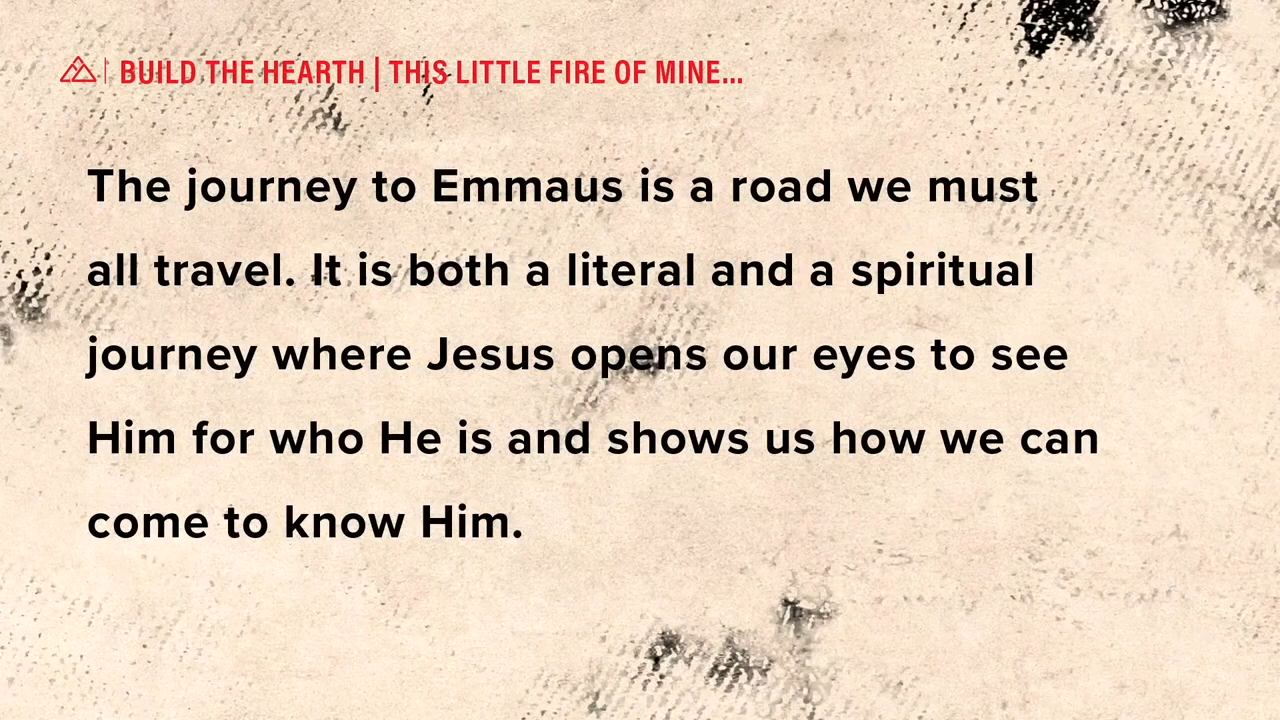 BUILD THE HEARTH | THIS LITTLE FIRE OF MINE...
The journey to Emmaus is a road we must
all travel. It is both a literal and a spiritual
journey where Jesus opens our eyes to see
Him for who He is and shows us how we can
come to know Him.